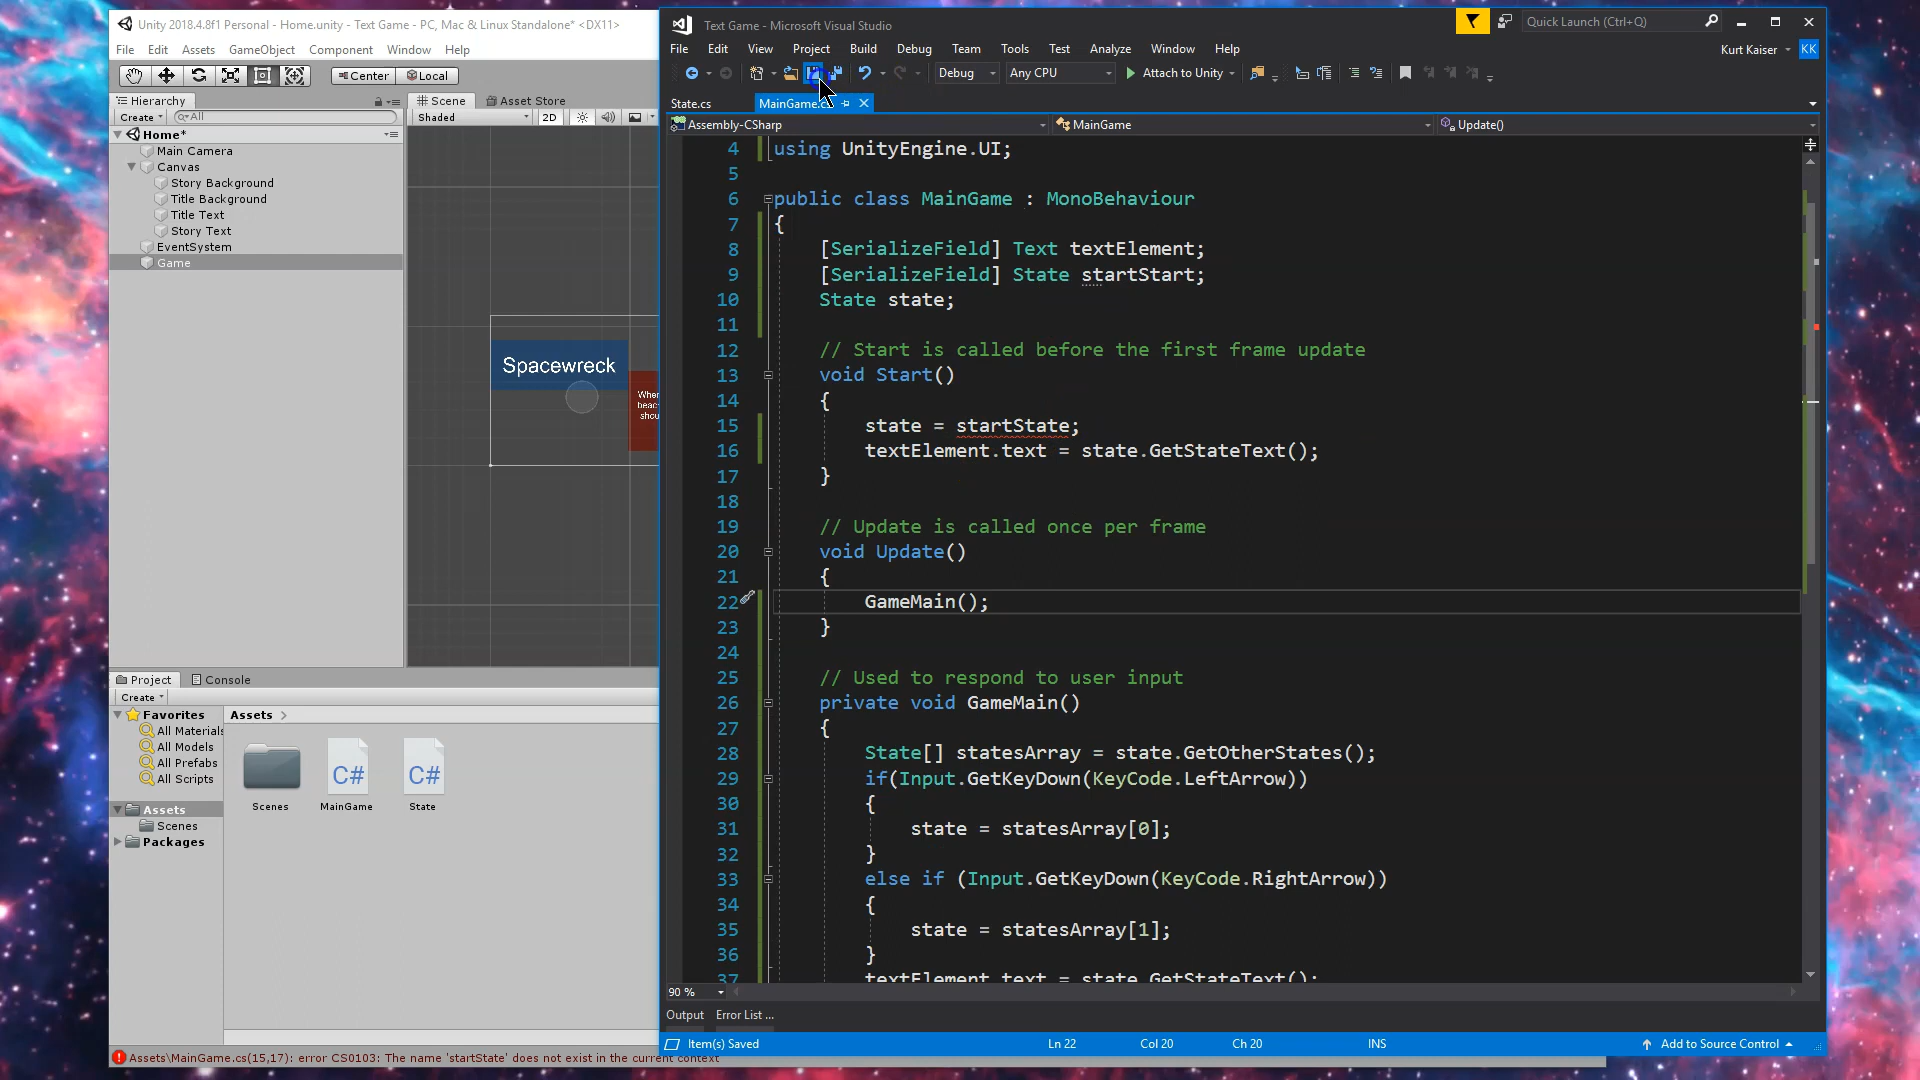 Unity 2018.4.8f1 Personal - Home.unity - Text Game - PC, Mac & Linux Standalone* <DX11>
File Edit Assets GameObject Component Window Help
Center Local
Hierarchy
Create All
Home*
Main Camera
Canvas
Story Background
Title Background
Title Text
Story Text
EventSystem
Game
Scene Asset Store
Shaded 2D
Spacewreck
Project Console
Create
Favorites
All Materials
All Models
All Prefabs
All Scripts
Assets
Scenes
Packages
Assets
Scenes
C#
MainGame
C#
State
Assets\MainGame.cs(15,17): error CS0103: The name 'startState' does not exist in the current context
Text Game - Microsoft Visual Studio
Quick Launch (Ctrl+Q)
File Edit View Project Build Debug Team Tools Test Analyze Window Help
Kurt Kaiser KK
Debug Any CPU Attach to Unity
State.cs MainGame.cs
Assembly-CSharp MainGame Update()
4 using UnityEngine.UI;
5
6 public class MainGame : MonoBehaviour
7 {
8 [SerializeField] Text textElement;
9 [SerializeField] State startStart;
10 State state;
11
12 // Start is called before the first frame update
13 void Start()
14 {
15 state = startState;
16 textElement.text = state.GetStateText();
17 }
18
19 // Update is called once per frame
20 void Update()
21 {
22 GameMain();
23 }
24
25 // Used to respond to user input
26 private void GameMain()
27 {
28 State[] statesArray = state.GetOtherStates();
29 if(Input.GetKeyDown(KeyCode.LeftArrow))
30 {
31 state = statesArray[0];
32 }
33 else if (Input.GetKeyDown(KeyCode.RightArrow))
34 {
35 state = statesArray[1];
36 }
37 textElement.text = state.GetStateText();
90 %
Output Error List ...
Item(s) Saved Ln 22 Col 20 Ch 20 INS Add to Source Control